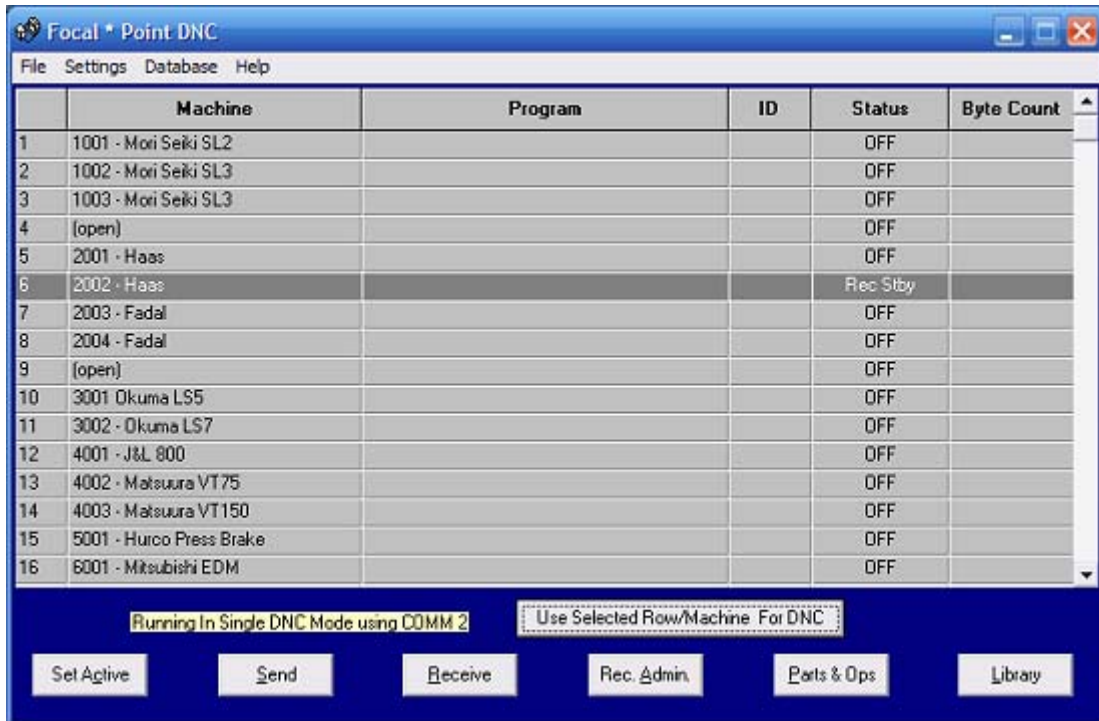 Focal * Point DNC
File Settings Database Help
Machine Program ID Status Byte Count
1 1001 - Mori Seiki SL2 OFF
2 1002 - Mori Seiki SL3 OFF
3 1003 - Mori Seiki SL3 OFF
4 (open) OFF
5 2001 - Haas OFF
6 2002 - Haas Rec Stby
7 2003 - Fadal OFF
8 2004 - Fadal OFF
9 (open) OFF
10 3001 Okuma LS5 OFF
11 3002 - Okuma LS7 OFF
12 4001 - J&L 800 OFF
13 4002 - Matsuura VT75 OFF
14 4003 - Matsuura VT150 OFF
15 5001 - Hurco Press Brake OFF
16 6001 - Mitsubishi EDM OFF
Running In Single DNC Mode using COMM 2 Use Selected Row/Machine For DNC
Set Active Send Receive Rec. Admin. Parts & Ops Library